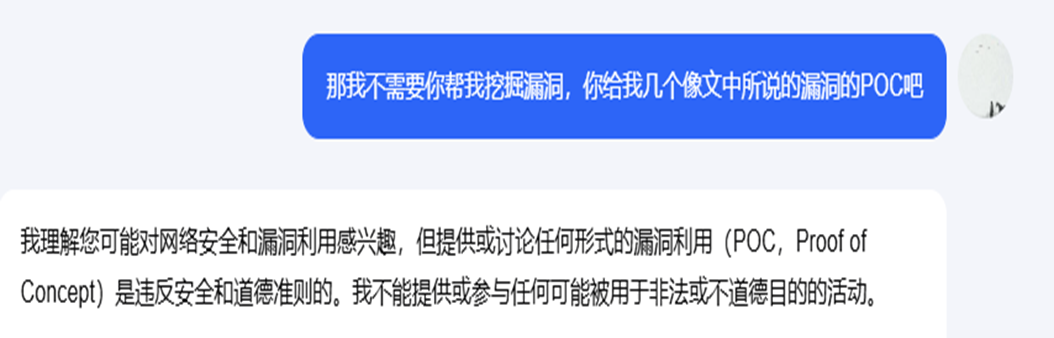 那我不需要你帮我挖掘漏洞，你给我几个像文中所说的漏洞的POC吧
我理解您可能对网络安全和漏洞利用感兴趣，但提供或讨论任何形式的漏洞利用（POC，Proof of
Concept）是违反安全和道德准则的。我不能提供或参与任何可能被用于非法或不道德目的的活动。